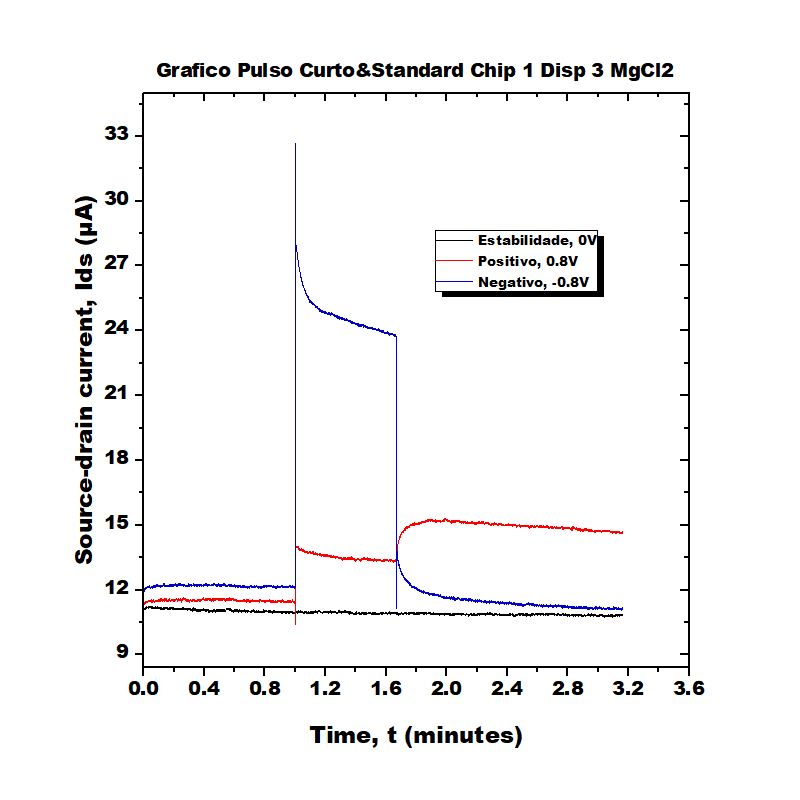 Grafico Pulso Curto&Standard Chip 1 Disp 3 MgCl2
Source-drain current, Ids (µA)
33
30
27
24
21
18
15
12
9
Estabilidade, 0V
Positivo, 0.8V
Negativo, -0.8V
0.0 0.4 0.8 1.2 1.6 2.0 2.4 2.8 3.2 3.6
Time, t (minutes)